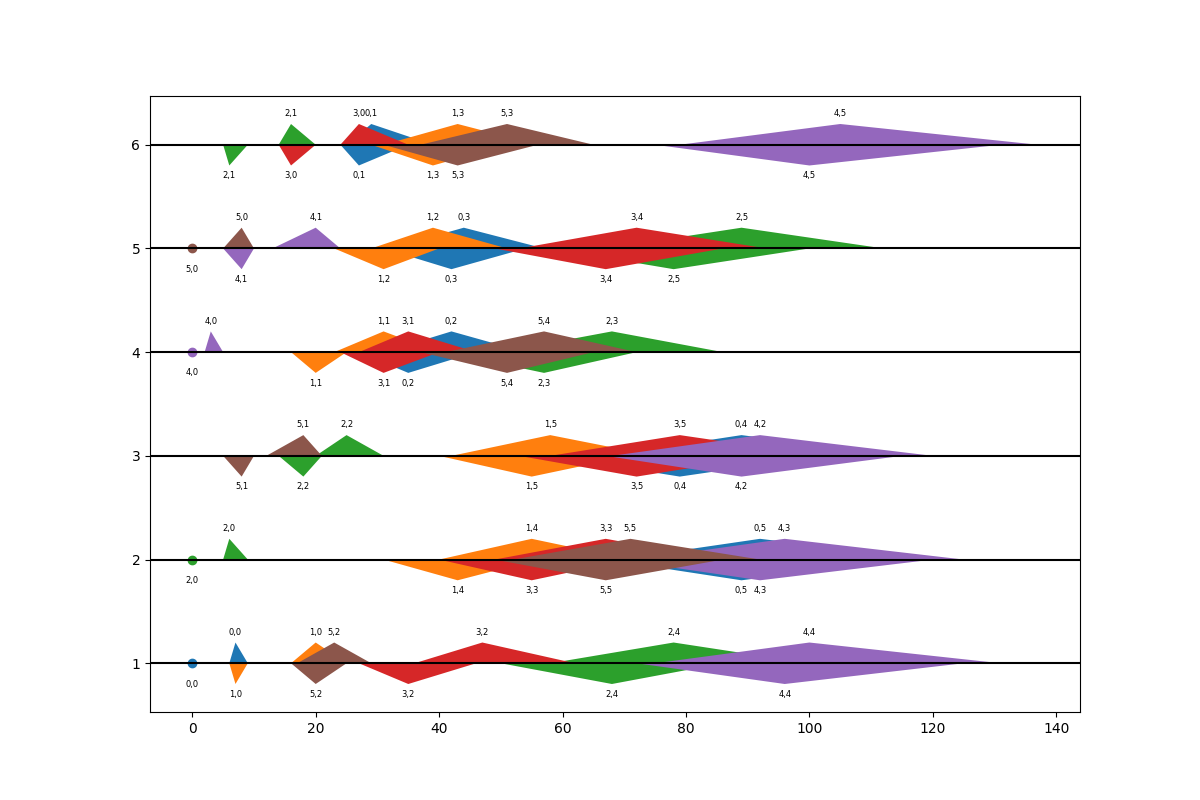 2,1 3,00,1 1,3 5,3 4,5
6
2,1 3,0 0,1 1,3 5,3 4,5
5,0 4,1 1,2 0,3 3,4 2,5
5
5,0 4,1 1,2 0,3 3,4 2,5
4,0 1,1 3,1 0,2 5,4 2,3
4
4,0 1,1 3,1 0,2 5,4 2,3
5,1 2,2 1,5 3,5 0,4 4,2
3
5,1 2,2 1,5 3,5 0,4 4,2
2,0 1,4 3,3 5,5 0,5 4,3
2
2,0 1,4 3,3 5,5 0,5 4,3
0,0 1,0 5,2 3,2 2,4 4,4
1
0,0 1,0 5,2 3,2 2,4 4,4
0 20 40 60 80 100 120 140